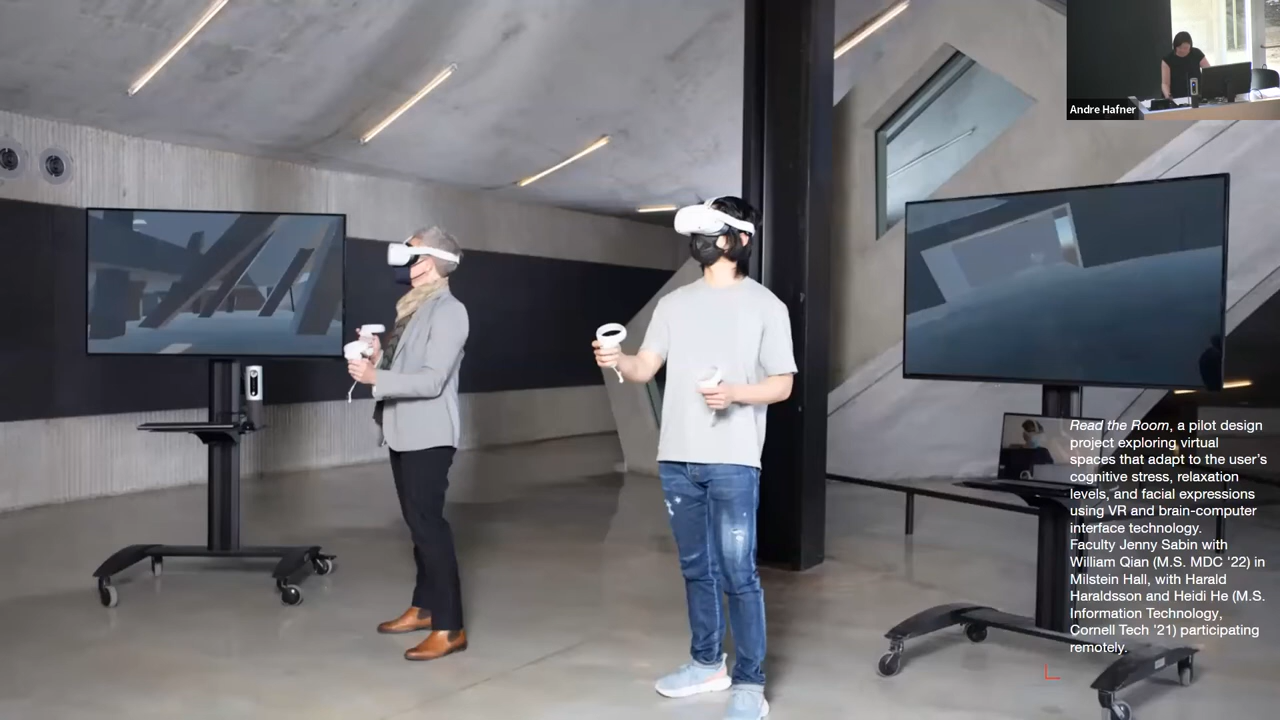 Andre Hafner
Read the Room, a pilot design
project exploring virtual
spaces that adapt to the user's
cognitive stress, relaxation
levels, and facial expressions
using VR and brain-computer
interface technology.
Faculty Jenny Sabin with
William Qian (M.S. MDC '22) in
Milstein Hall, with Harald
Haraldsson and Heidi He (M.S.
Information Technology,
Cornell Tech '21) participating
remotely.